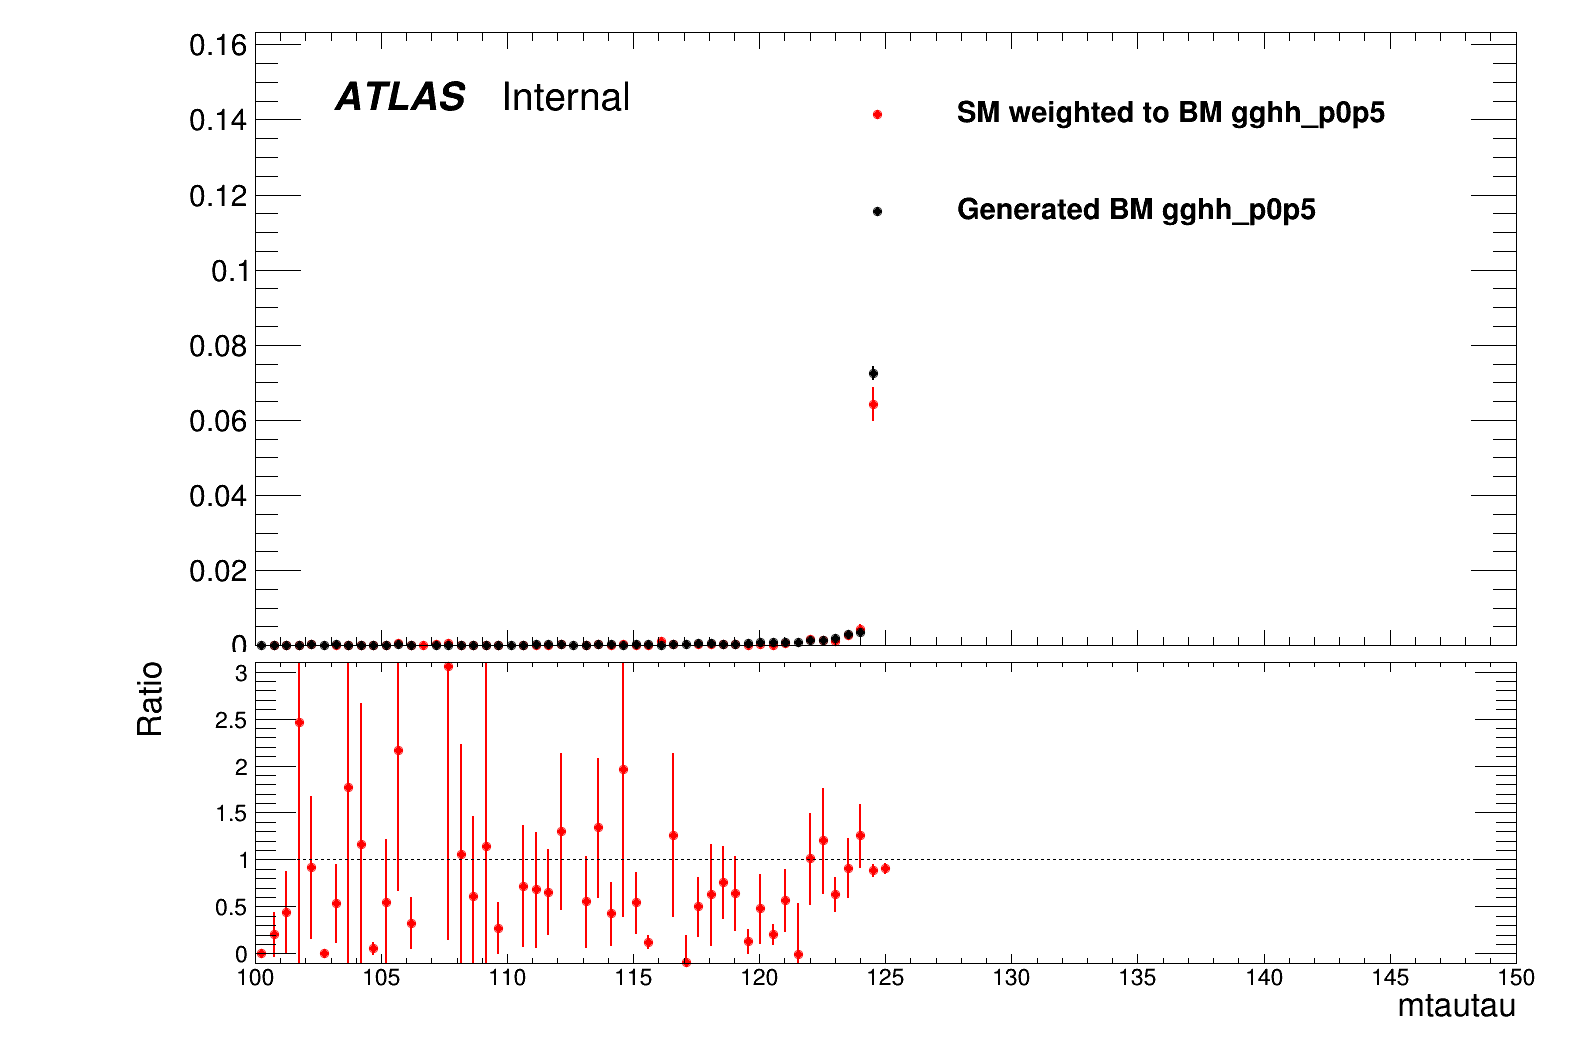 0.16
ATLAS Internal
SM weighted to BM gghh_p0p5
0.14
0.12
Generated BM gghh_p0p5
0.1
0.08
0.06
0.04
0.02
0
Ratio
3
2.5
2
1.5
1
0.5
0
100 105 110 115 120 125 130 135 140 145 150
mtautau